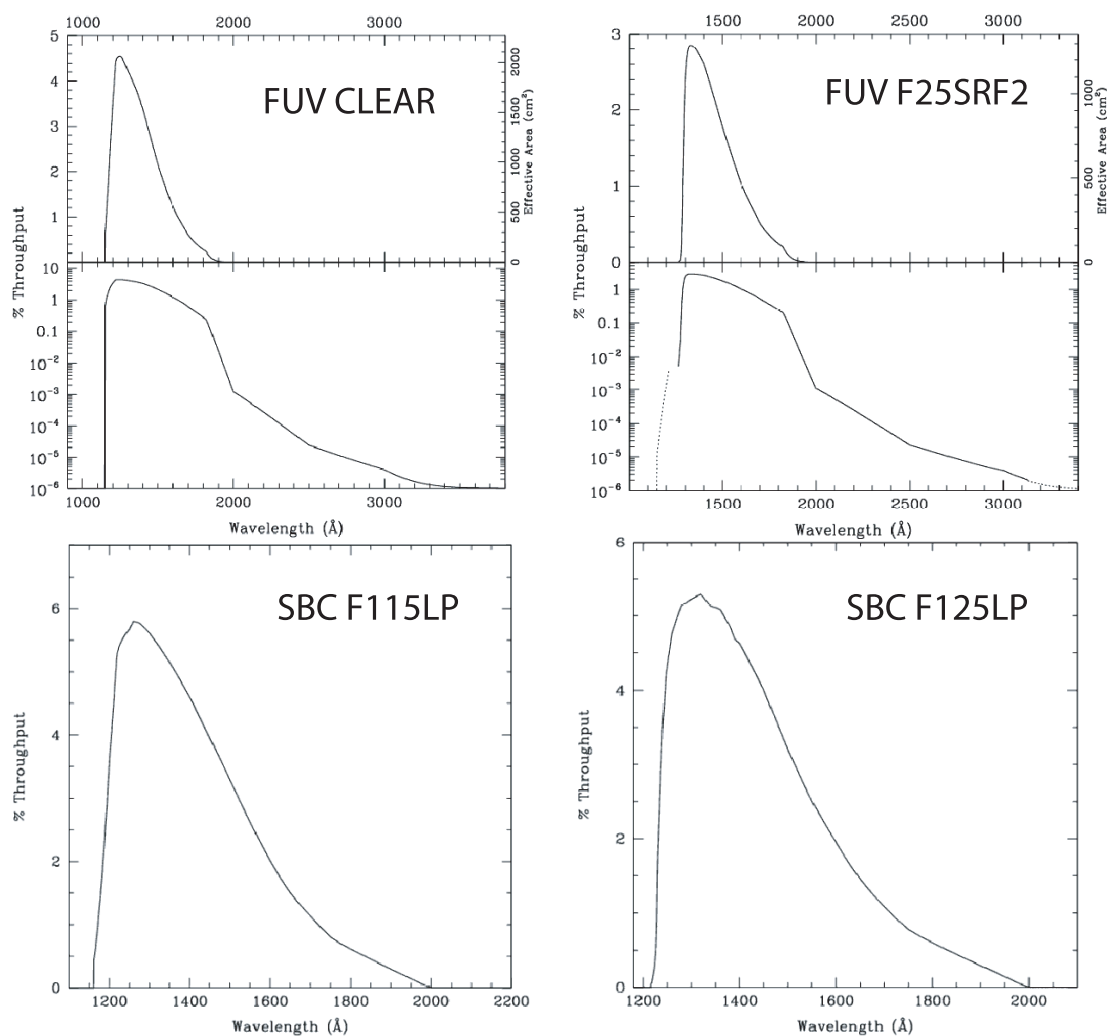 1000 2000 3000
5
4
3
2
1
FUV CLEAR
2000
1500
1000
500
0
Effective Area (cm²)
% Throughput
10
1
0.1
10⁻²
10⁻³
10⁻⁴
10⁻⁵
10⁻⁶
1000 2000 3000
Wavelength (Å)
1500 2000 2500 3000
3
2
1
0
FUV F25SRF2
1000
500
0
Effective Area (cm²)
% Throughput
1
0.1
10⁻²
10⁻³
10⁻⁴
10⁻⁵
10⁻⁶
1500 2000 2500 3000
Wavelength (Å)
6
4
2
0
% Throughput
SBC F115LP
1200 1400 1600 1800 2000 2200
Wavelength (Å)
6
4
2
0
% Throughput
SBC F125LP
1200 1400 1600 1800 2000
Wavelength (Å)